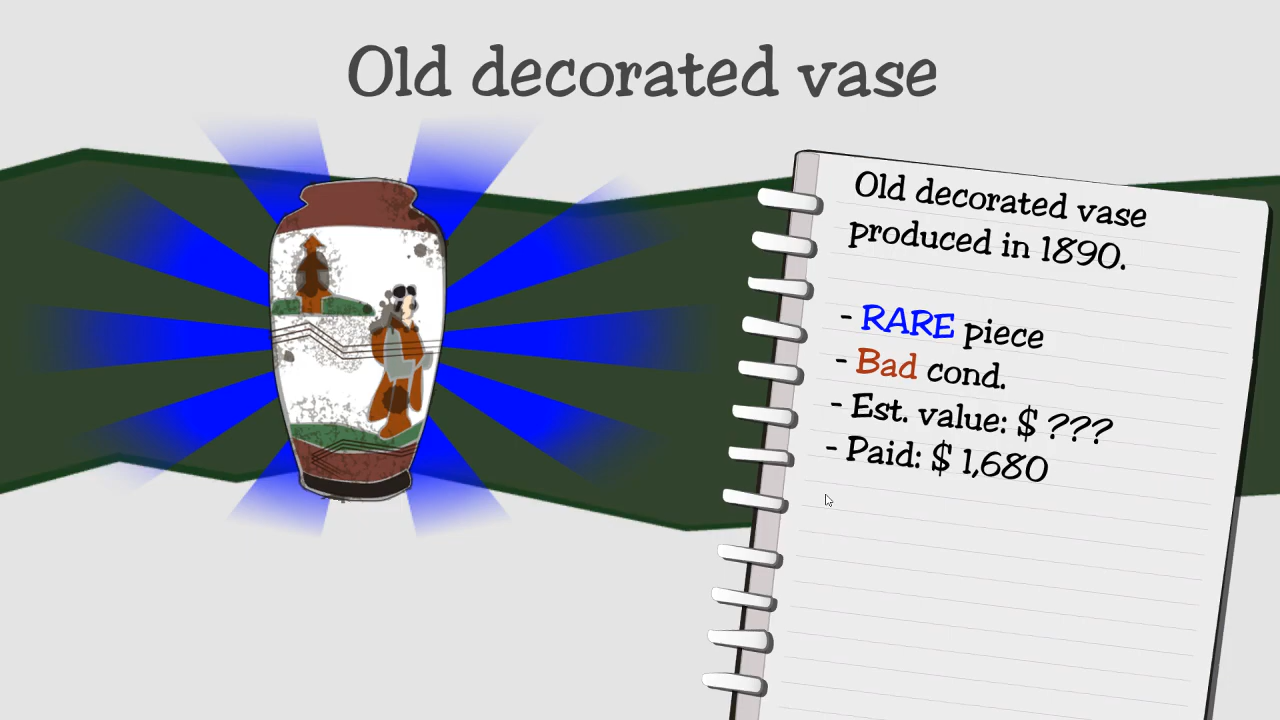 Old decorated vase
Old decorated vase
produced in 1890.
- RARE piece
- Bad cond.
- Est. value: $ ???
- Paid: $ 1,680